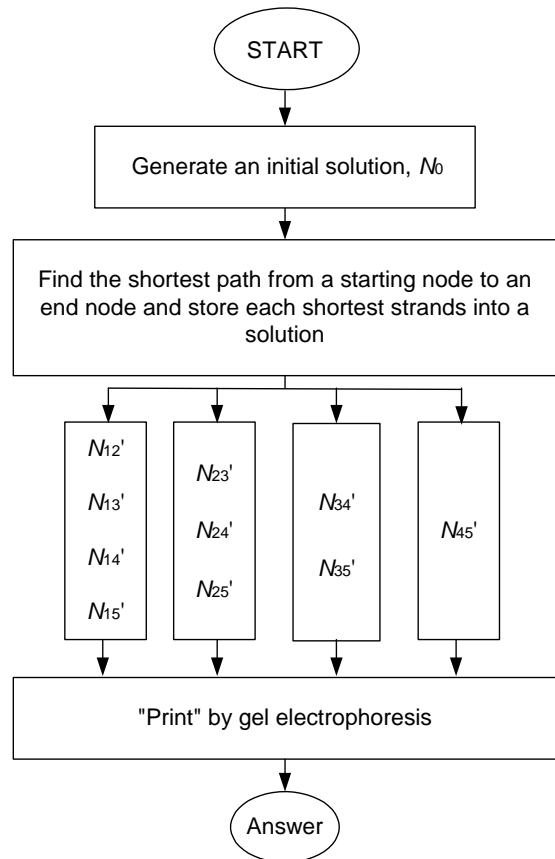 START
Generate an initial solution, N0
Find the shortest path from a starting node to an
end node and store each shortest strands into a
solution
N12'
N13'
N14'
N15'
N23'
N24'
N25'
N34'
N35'
N45'
"Print" by gel electrophoresis
Answer